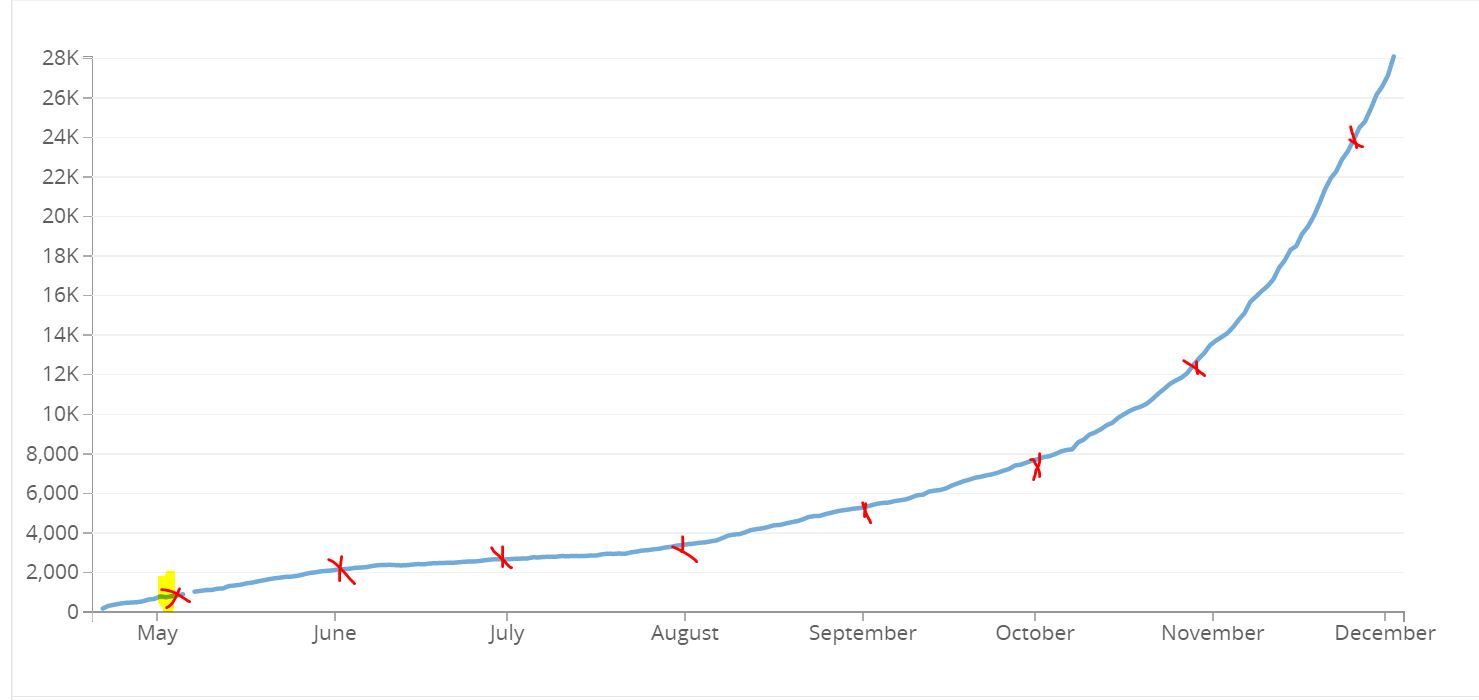 28K
26K
24K
22K
20K
18K
16K
14K
12K
10K
8,000
6,000
4,000
2,000
0
May June July August September October November December